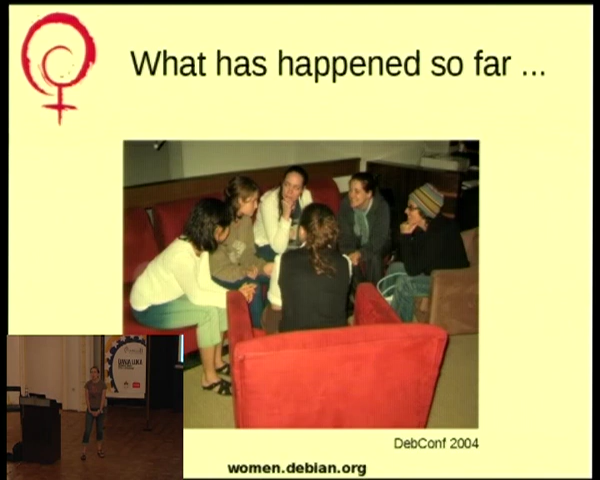 What has happened so far ...
DebConf 2004
women.debian.org